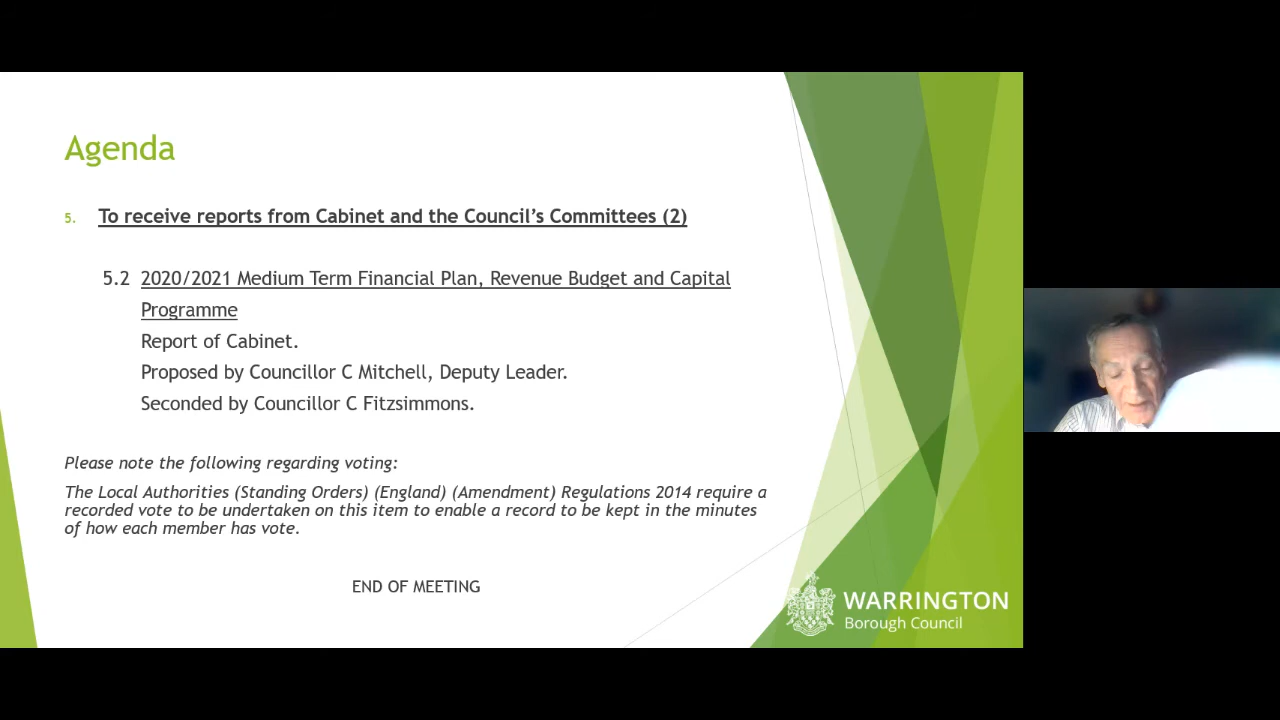 Agenda
5. To receive reports from Cabinet and the Council's Committees (2)
5.2 2020/2021 Medium Term Financial Plan, Revenue Budget and Capital
Programme
Report of Cabinet.
Proposed by Councillor C Mitchell, Deputy Leader.
Seconded by Councillor C Fitzsimmons.
Please note the following regarding voting:
The Local Authorities (Standing Orders) (England) (Amendment) Regulations 2014 require a
recorded vote to be undertaken on this item to enable a record to be kept in the minutes
of how each member has vote.
END OF MEETING
WARRINGTON
Borough Council